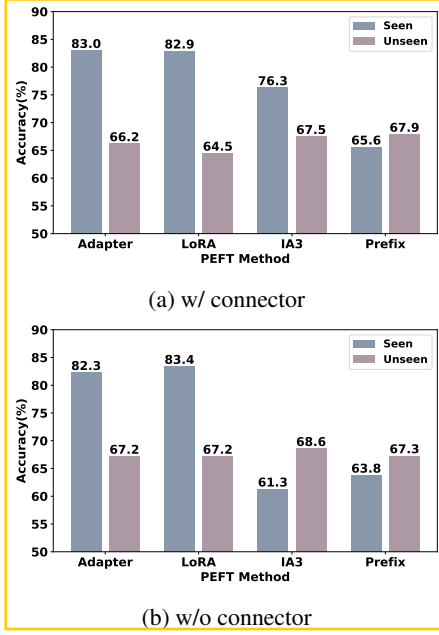 90
85
80
75
70
65
60
55
50
Accuracy(%)
Seen
Unseen
83.0 66.2 82.9 64.5 76.3 67.5 65.6 67.9
Adapter LoRA IA3 Prefix
PEFT Method
(a) w/ connector
90
85
80
75
70
65
60
55
50
Accuracy(%)
Seen
Unseen
82.3 67.2 83.4 67.2 61.3 68.6 63.8 67.3
Adapter LoRA IA3 Prefix
PEFT Method
(b) w/o connector